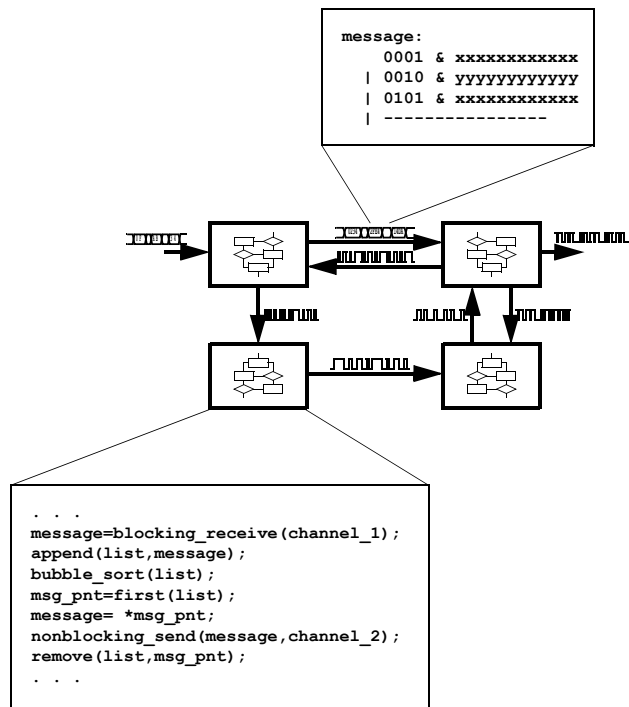 message:
0001 & xxxxxxxxxxxx
| 0010 & yyyyyyyyyyyy
| 0101 & xxxxxxxxxxxx
| ----------------
. . .
message=blocking_receive(channel_1);
append(list,message);
bubble_sort(list);
msg_pnt=first(list);
message= *msg_pnt;
nonblocking_send(message,channel_2);
remove(list,msg_pnt);
. . .